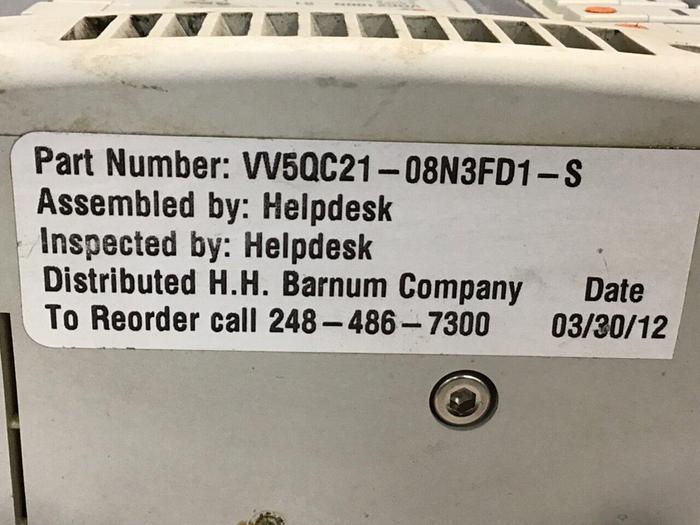 Part Number: VV5QC21-08N3FD1-S
Assembled by: Helpdesk
Inspected by: Helpdesk
Distributed H.H. Barnum Company Date
To Reorder call 248-486-7300 03/30/12